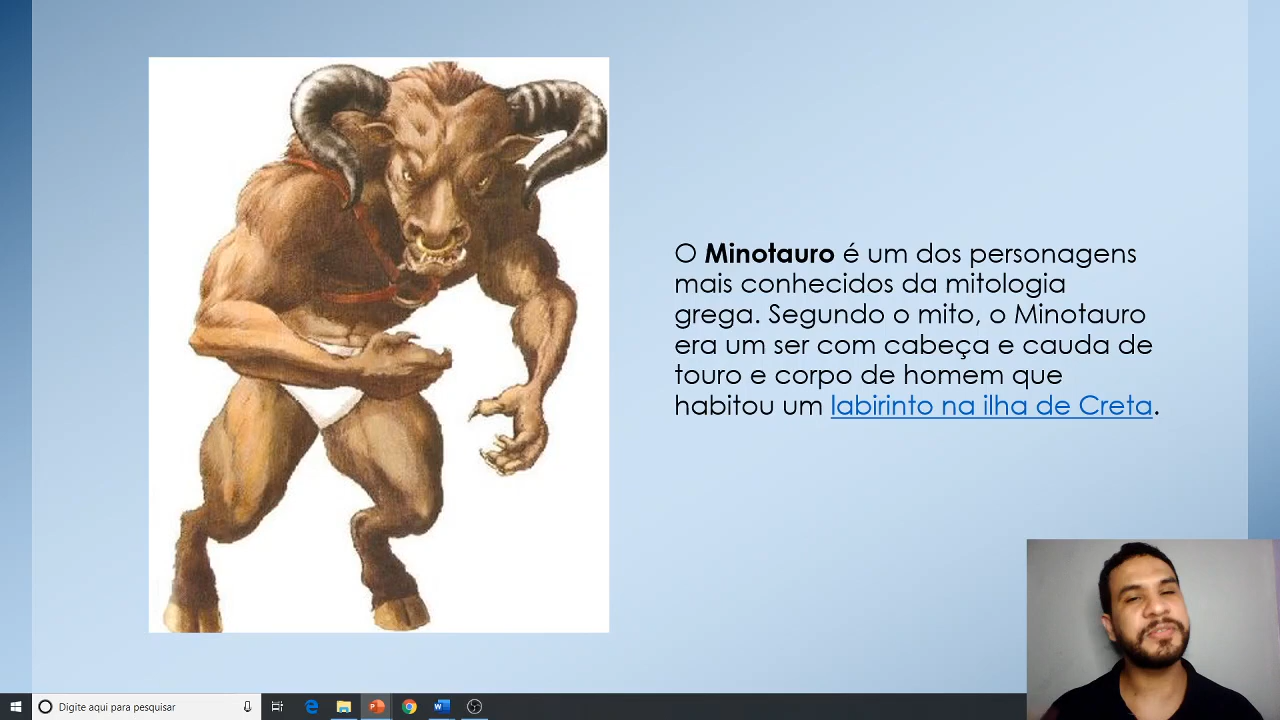 O Minotauro é um dos personagens
mais conhecidos da mitologia
grega. Segundo o mito, o Minotauro
era um ser com cabeça e cauda de
touro e corpo de homem que
habitou um labirinto na ilha de Creta.
Digite aqui para pesquisar